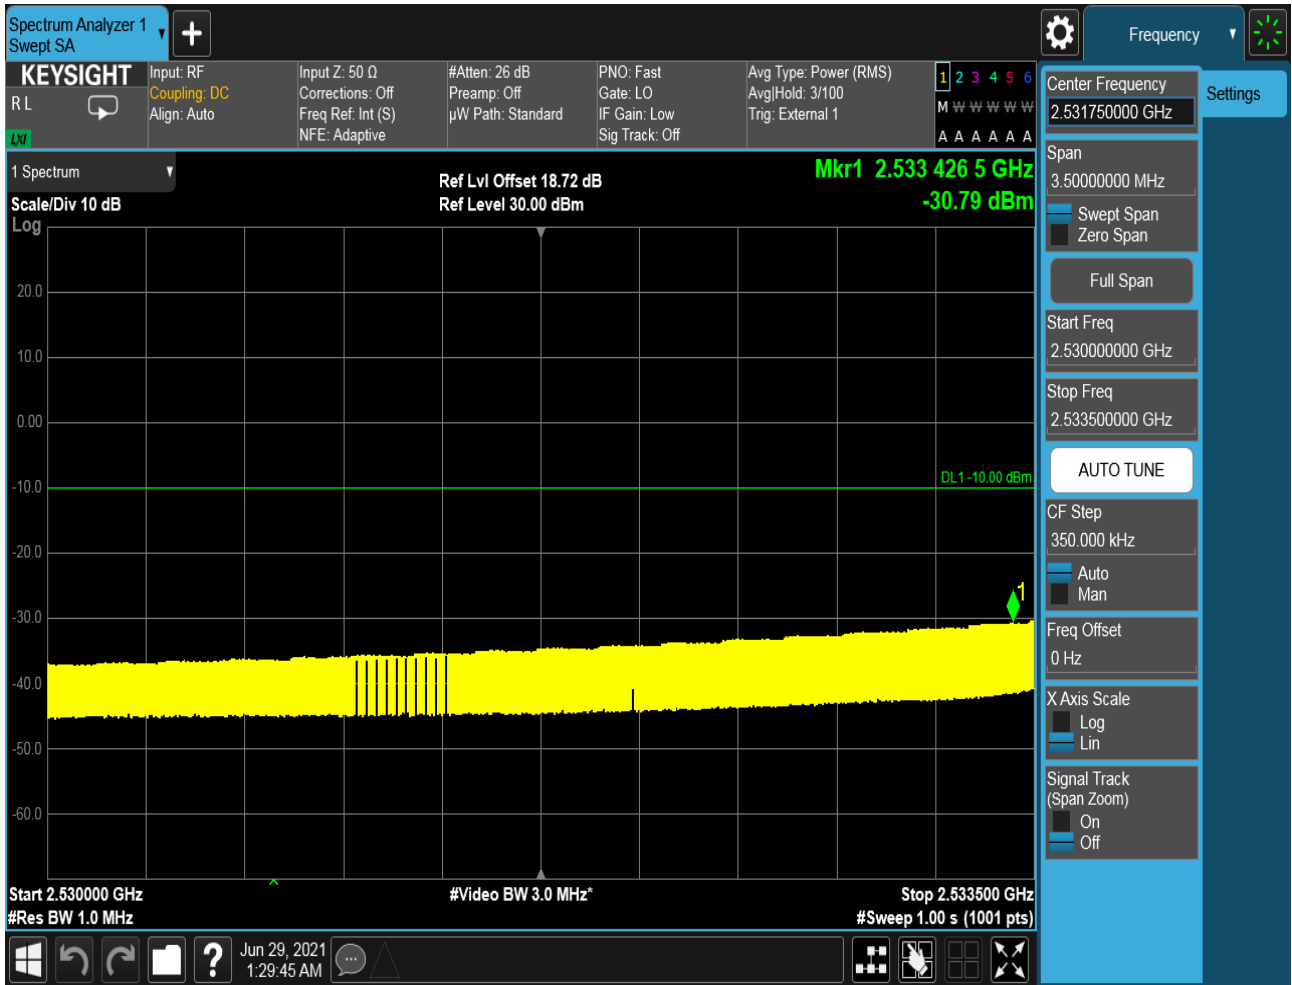 Spectrum Analyzer 1
Swept SA
Frequency
KEYSIGHT
R L
LXI
Input: RF
Coupling: DC
Align: Auto
Input Z: 50 Ω
Corrections: Off
Freq Ref: Int (S)
NFE: Adaptive
#Atten: 26 dB
Preamp: Off
µW Path: Standard
PNO: Fast
Gate: LO
IF Gain: Low
Sig Track: Off
Avg Type: Power (RMS)
Avg|Hold: 3/100
Trig: External 1
1 2 3 4 5 6
M W W W W W
A A A A A A
1 Spectrum
Scale/Div 10 dB
Log
Ref Lvl Offset 18.72 dB
Ref Level 30.00 dBm
Mkr1 2.533 426 5 GHz
-30.79 dBm
20.0
10.0
0.00
-10.0
-20.0
-30.0
-40.0
-50.0
-60.0
DL1 -10.00 dBm
1
Start 2.530000 GHz
#Res BW 1.0 MHz
#Video BW 3.0 MHz*
Stop 2.533500 GHz
#Sweep 1.00 s (1001 pts)
Center Frequency
2.531750000 GHz
Settings
Span
3.50000000 MHz
Swept Span
Zero Span
Full Span
Start Freq
2.530000000 GHz
Stop Freq
2.533500000 GHz
AUTO TUNE
CF Step
350.000 kHz
Auto
Man
Freq Offset
0 Hz
X Axis Scale
Log
Lin
Signal Track
(Span Zoom)
On
Off
?
Jun 29, 2021
1:29:45 AM